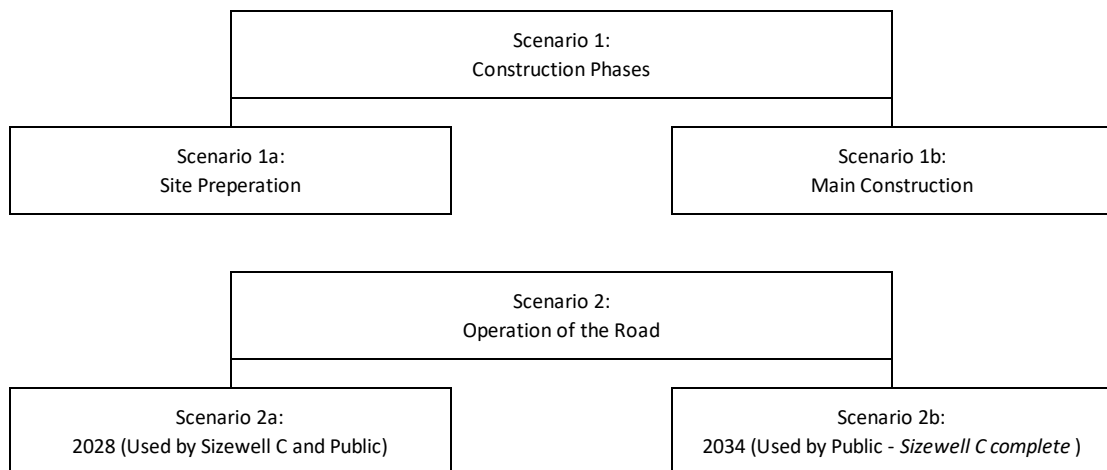 Scenario 1:
Construction Phases
Scenario 1a:
Site Preperation
Scenario 1b:
Main Construction
Scenario 2:
Operation of the Road
Scenario 2a:
2028 (Used by Sizewell C and Public)
Scenario 2b:
2034 (Used by Public - Sizewell C complete )